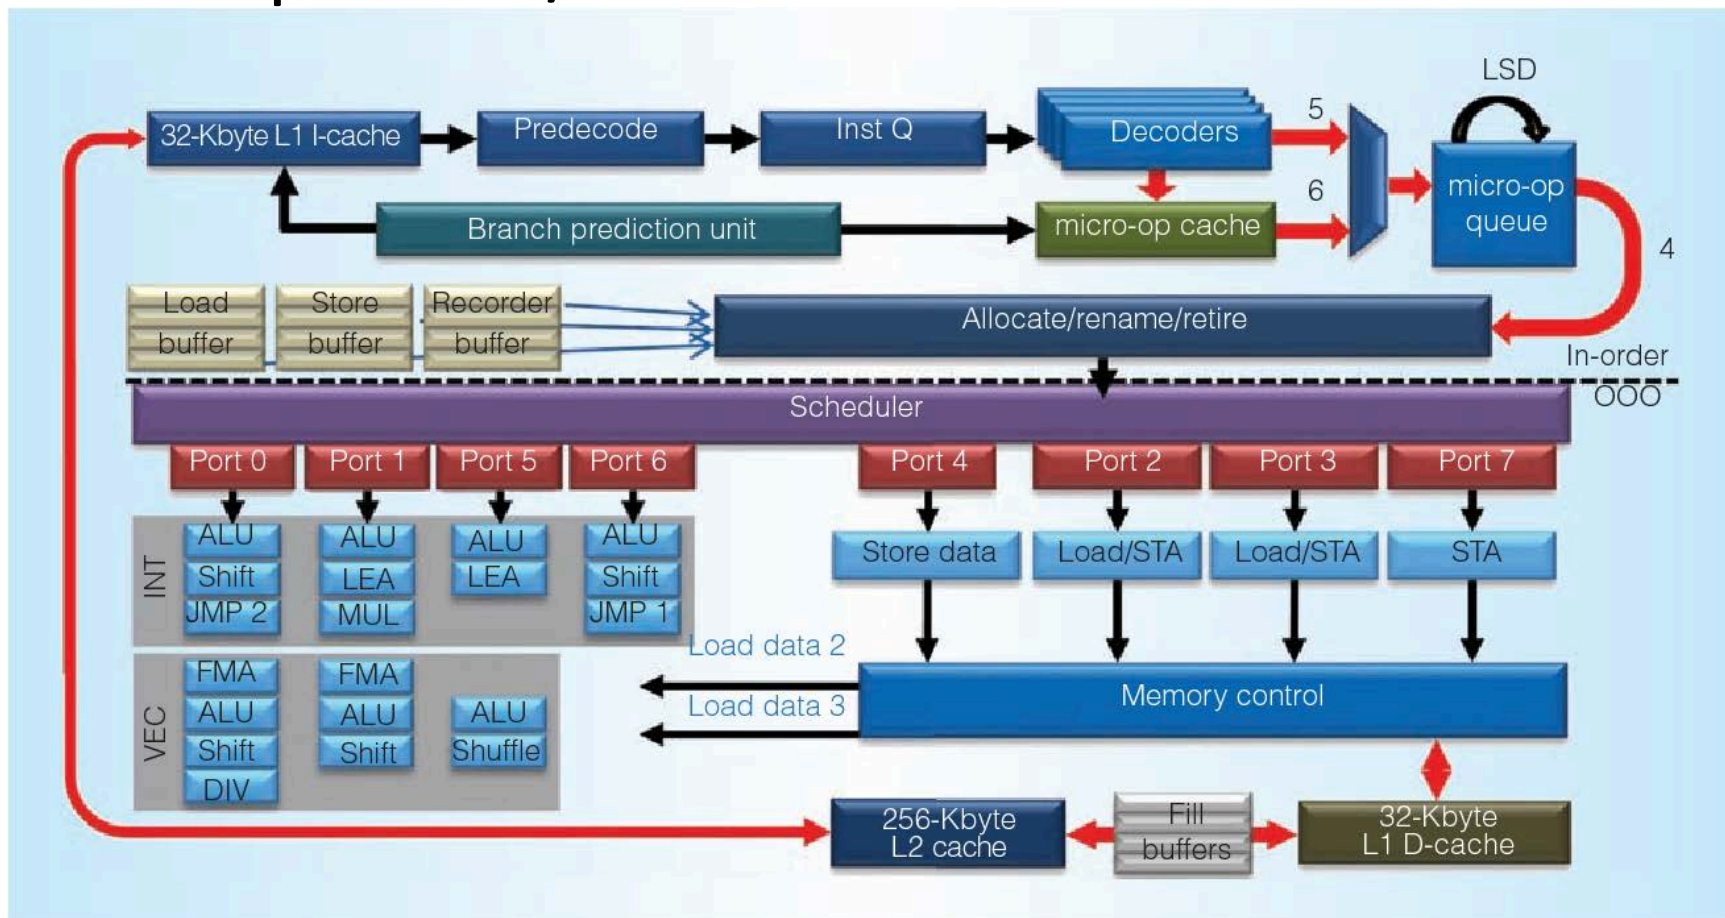 LSD
32-Kbyte L1 I-cache
Predecode
Inst Q
Decoders
5
6
micro-op
queue
4
Branch prediction unit
micro-op cache
Load
buffer
Store
buffer
Recorder
buffer
Allocate/rename/retire
In-order
OOO
Scheduler
Port 0
Port 1
Port 5
Port 6
Port 4
Port 2
Port 3
Port 7
INT
ALU
Shift
JMP 2
ALU
LEA
MUL
ALU
LEA
ALU
Shift
JMP 1
Store data
Load/STA
Load/STA
STA
VEC
FMA
ALU
Shift
DIV
FMA
ALU
Shift
ALU
Shuffle
Load data 2
Load data 3
Memory control
256-Kbyte
L2 cache
Fill
buffers
32-Kbyte
L1 D-cache